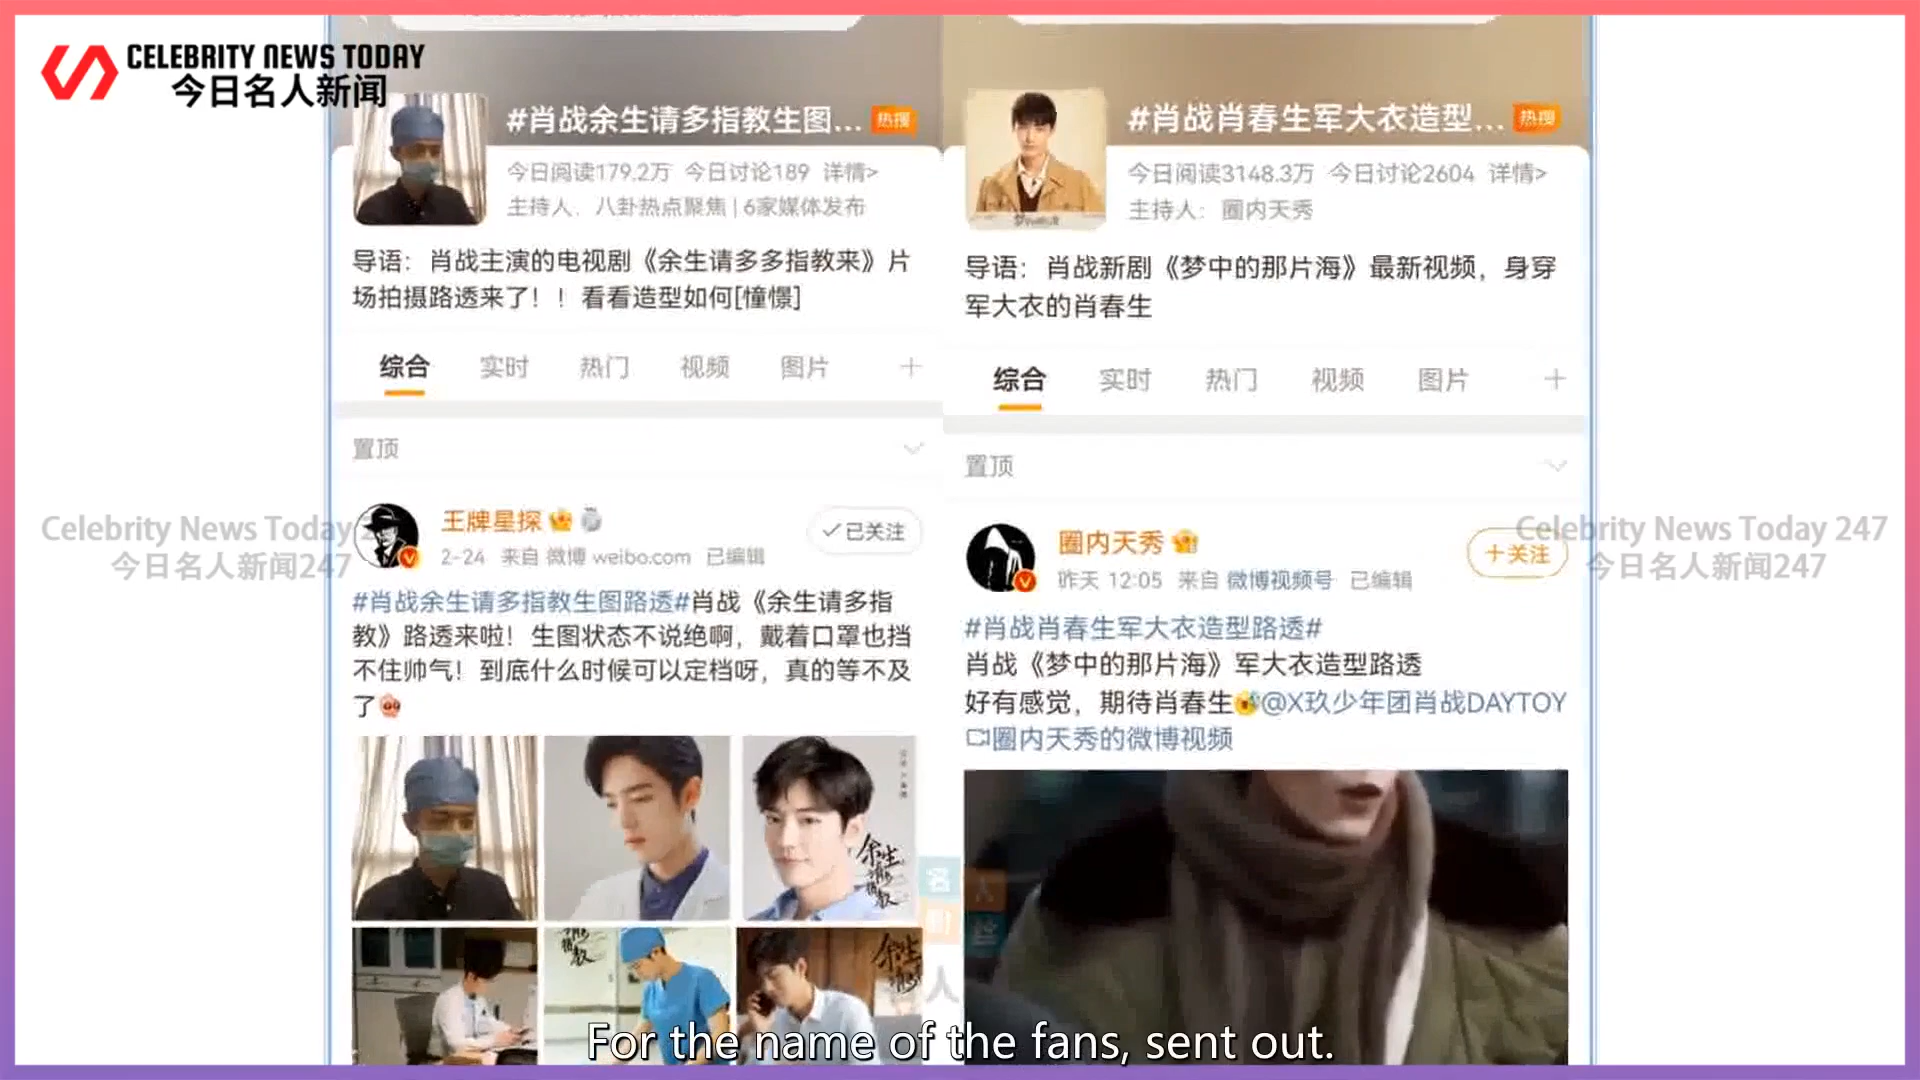 CELEBRITY NEWS TODAY
今日名人新闻
#肖战余生请多指教生图... 热搜
今日阅读179.2万 今日讨论189 详情>
主持人: 八卦热点聚焦 | 6家媒体发布
导语：肖战主演的电视剧《余生请多多指教来》片
场拍摄路透来了！！看看造型如何[憧憬]
综合 实时 热门 视频 图片 +
置顶
王牌星探
2-24 来自 微博 weibo.com 已编辑
✓已关注
#肖战余生请多指教生图路透#肖战《余生请多指
教》路透来啦！生图状态不说绝啊，戴着口罩也挡
不住帅气！到底什么时候可以定档呀，真的等不及
了
余生
请多
指教
#肖战肖春生军大衣造型... 热搜
今日阅读3148.3万 今日讨论2604 详情>
主持人：圈内天秀
导语：肖战新剧《梦中的那片海》最新视频，身穿
军大衣的肖春生
综合 实时 热门 视频 图片 +
置顶
圈内天秀
昨天 12:05 来自 微博视频号 已编辑
+关注
#肖战肖春生军大衣造型路透#
肖战《梦中的那片海》军大衣造型路透
好有感觉，期待肖春生@X玖少年团肖战DAYTOY
圈内天秀的微博视频
Celebrity News Today
今日名人新闻247
Celebrity News Today 247
今日名人新闻247
For the name of the fans, sent out.